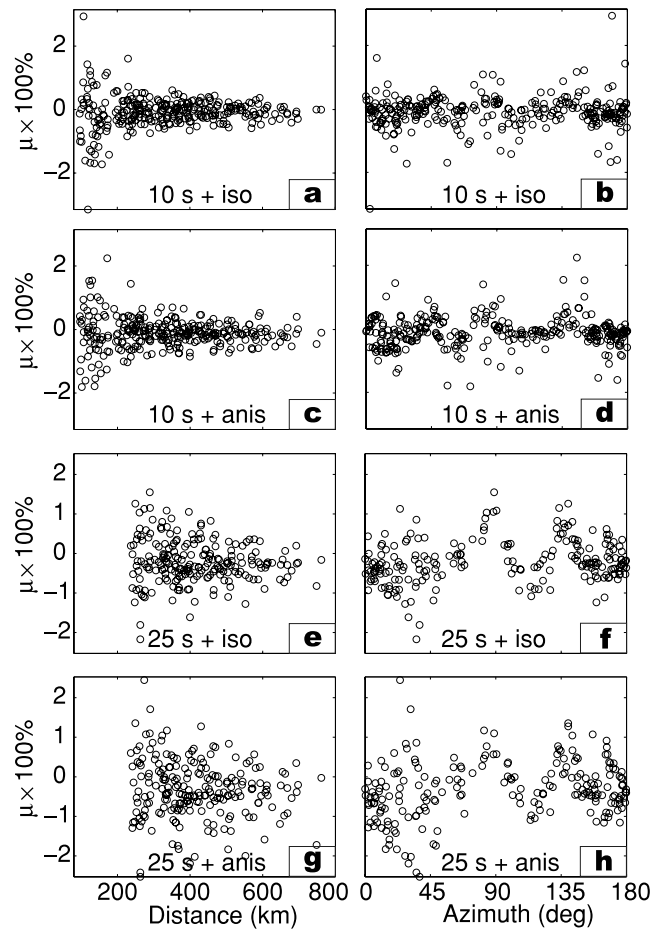 2
0
−2
μ × 100%
10 s + iso
a
10 s + iso
b
2
0
−2
μ × 100%
10 s + anis
c
10 s + anis
d
2
1
0
−1
−2
μ × 100%
25 s + iso
e
25 s + iso
f
2
1
0
−1
−2
μ × 100%
25 s + anis
g
25 s + anis
h
200 400 600 800
0 45 90 135 180
Distance (km)
Azimuth (deg)